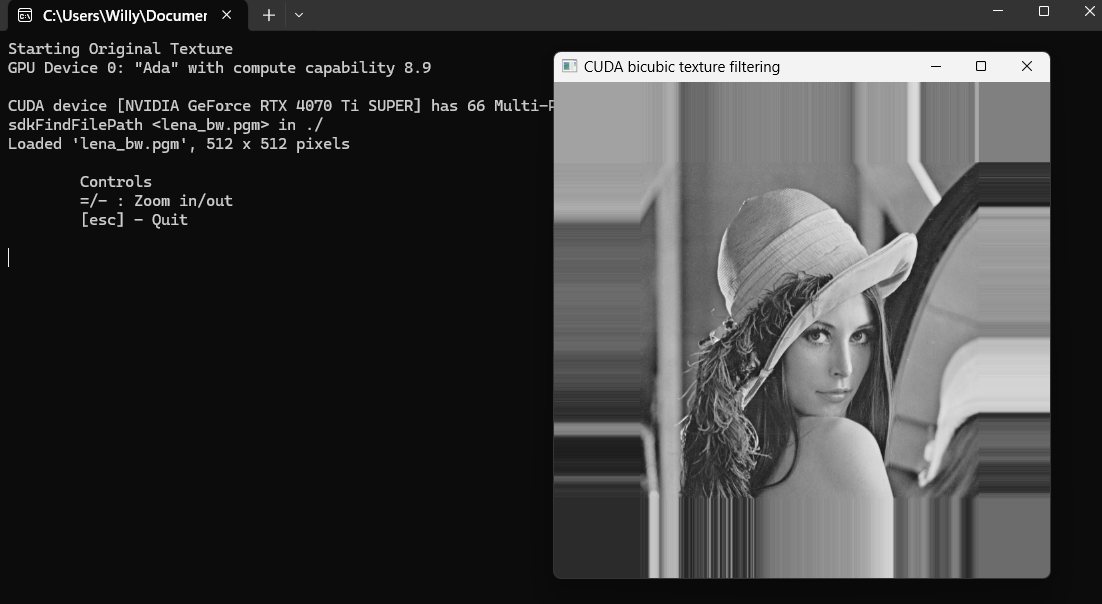 C:\Users\Willy\Documer
Starting Original Texture
GPU Device 0: "Ada" with compute capability 8.9
CUDA device [NVIDIA GeForce RTX 4070 Ti SUPER] has 66 Multi-P
sdkFindFilePath <lena_bw.pgm> in ./
Loaded 'lena_bw.pgm', 512 x 512 pixels
Controls
=/- : Zoom in/out
[esc] - Quit
CUDA bicubic texture filtering